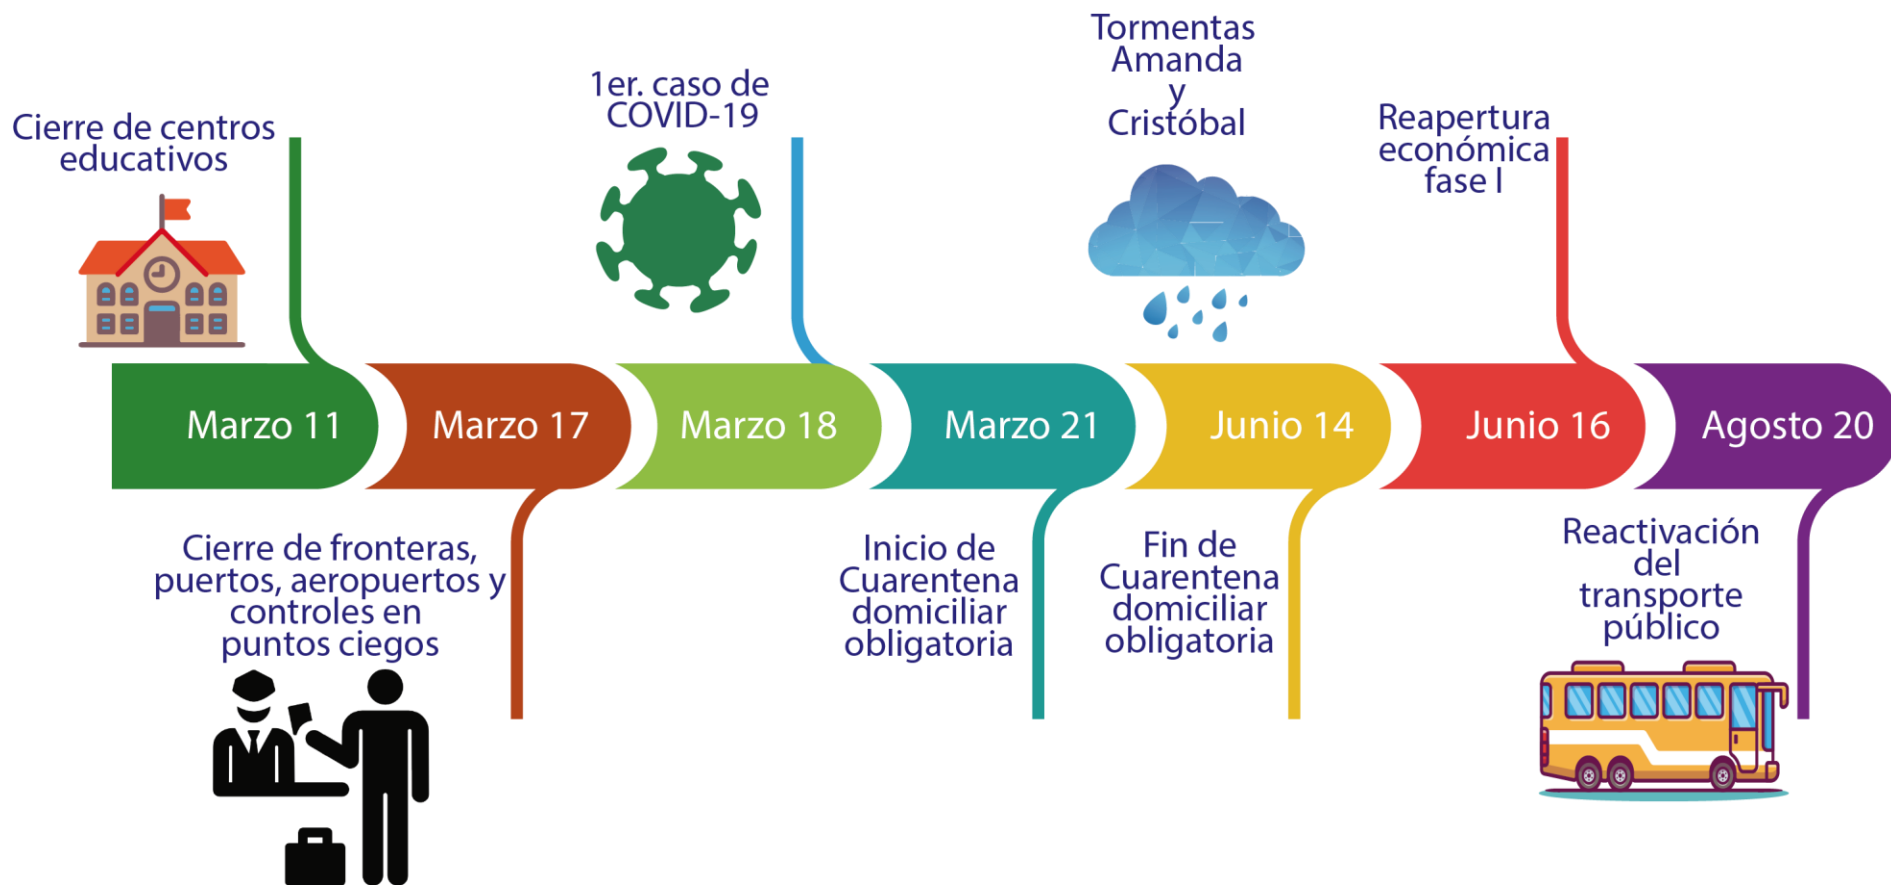 Cierre de centros
educativos
1er. caso de
COVID-19
Tormentas
Amanda
y
Cristóbal
Reapertura
económica
fase I
Marzo 11
Marzo 17
Marzo 18
Marzo 21
Junio 14
Junio 16
Agosto 20
Cierre de fronteras,
puertos, aeropuertos y
controles en
puntos ciegos
Inicio de
Cuarentena
domiciliar
obligatoria
Fin de
Cuarentena
domiciliar
obligatoria
Reactivación
del
transporte
público